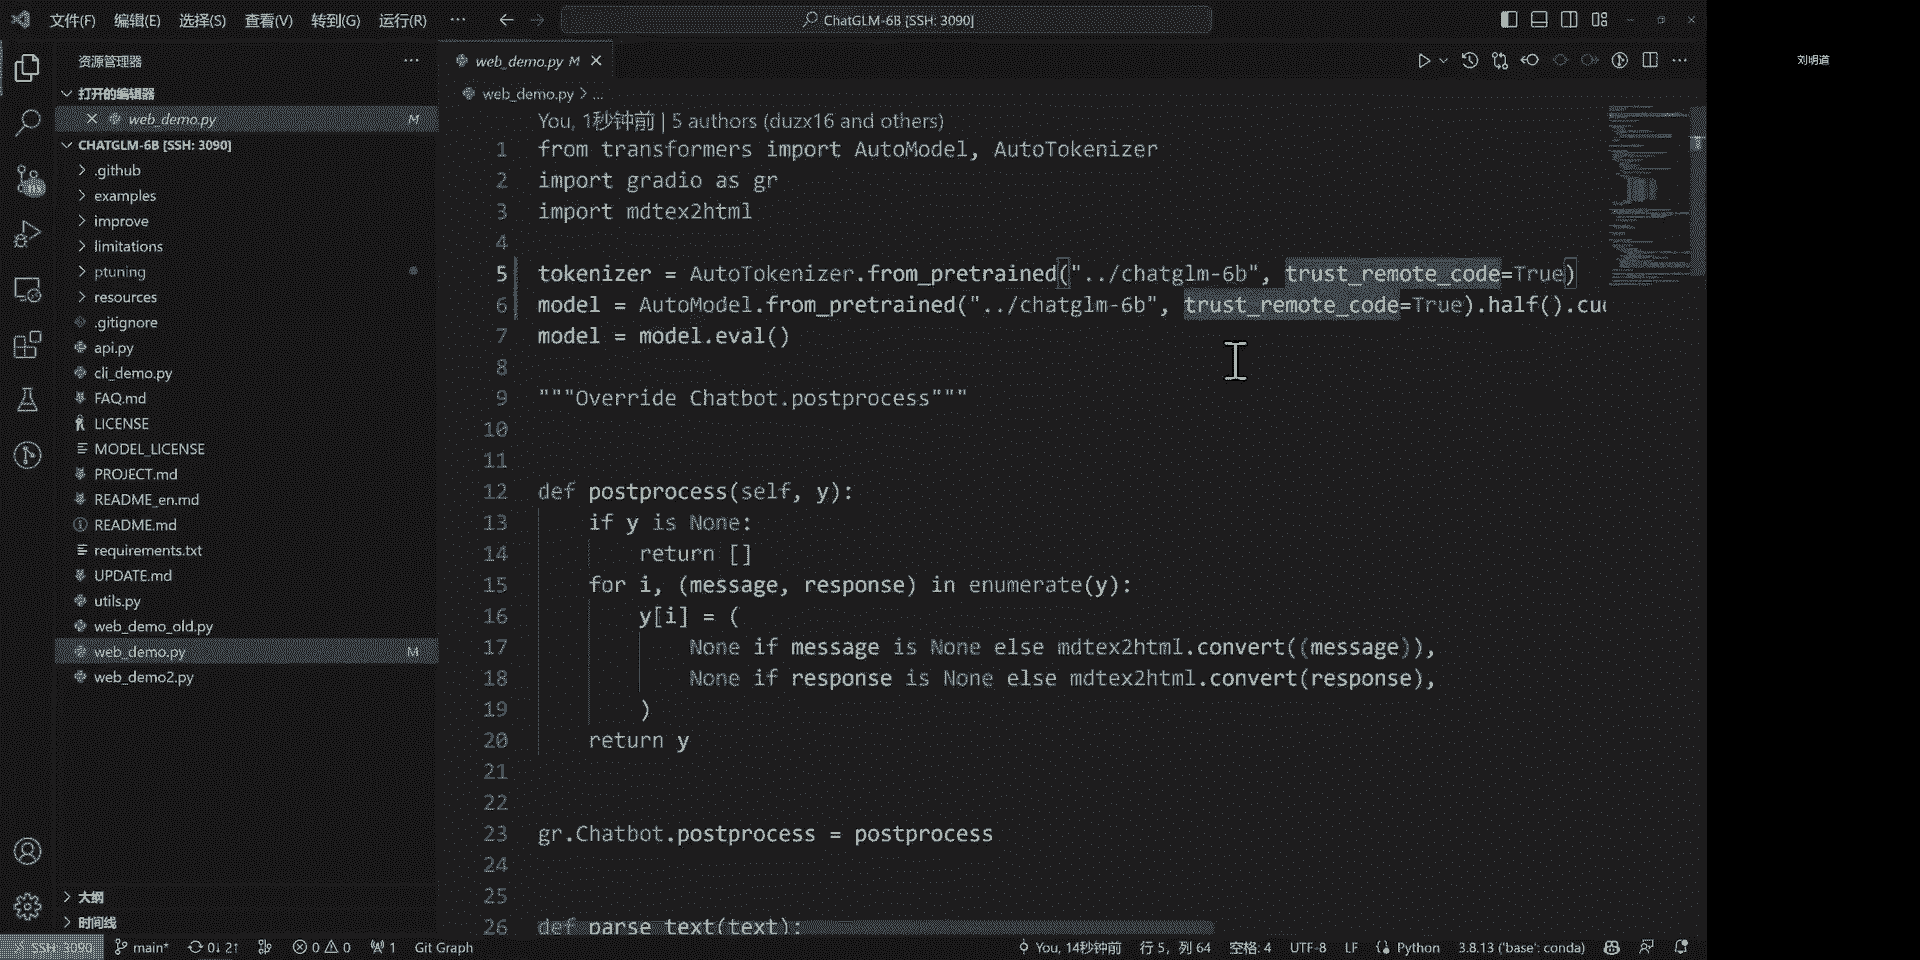 文件(F) 编辑(E) 选择(S) 查看(V) 转到(G) 运行(R) ··· ChatGLM-6B [SSH: 3090]
资源管理器 ···
刘明道
web_demo.py M
打开的编辑器
web_demo.py > ...
web_demo.py M
CHATGLM-6B [SSH: 3090]
.github
examples
improve
limitations
ptuning
resources
.gitignore
api.py
cli_demo.py
FAQ.md
LICENSE
MODEL_LICENSE
PROJECT.md
README_en.md
README.md
requirements.txt
UPDATE.md
utils.py
web_demo_old.py
web_demo.py M
web_demo2.py
大纲
时间线
You, 1秒钟前 | 5 authors (duzx16 and others)
1 from transformers import AutoModel, AutoTokenizer
2 import gradio as gr
3 import mdtex2html
4
5 tokenizer = AutoTokenizer.from_pretrained("../chatglm-6b", trust_remote_code=True)
6 model = AutoModel.from_pretrained("../chatglm-6b", trust_remote_code=True).half().cu
7 model = model.eval()
8
9 """Override Chatbot.postprocess"""
10
11
12 def postprocess(self, y):
13     if y is None:
14         return []
15     for i, (message, response) in enumerate(y):
16         y[i] = (
17             None if message is None else mdtex2html.convert((message)),
18             None if response is None else mdtex2html.convert(response),
19         )
20     return y
21
22
23 gr.Chatbot.postprocess = postprocess
24
25
26 def parse_text(text):
SSH: 3090 main* 0↓ 2↑ 0 0 1 Git Graph You, 14秒钟前 行 5，列 64 空格: 4 UTF-8 LF Python 3.8.13 ('base': conda)